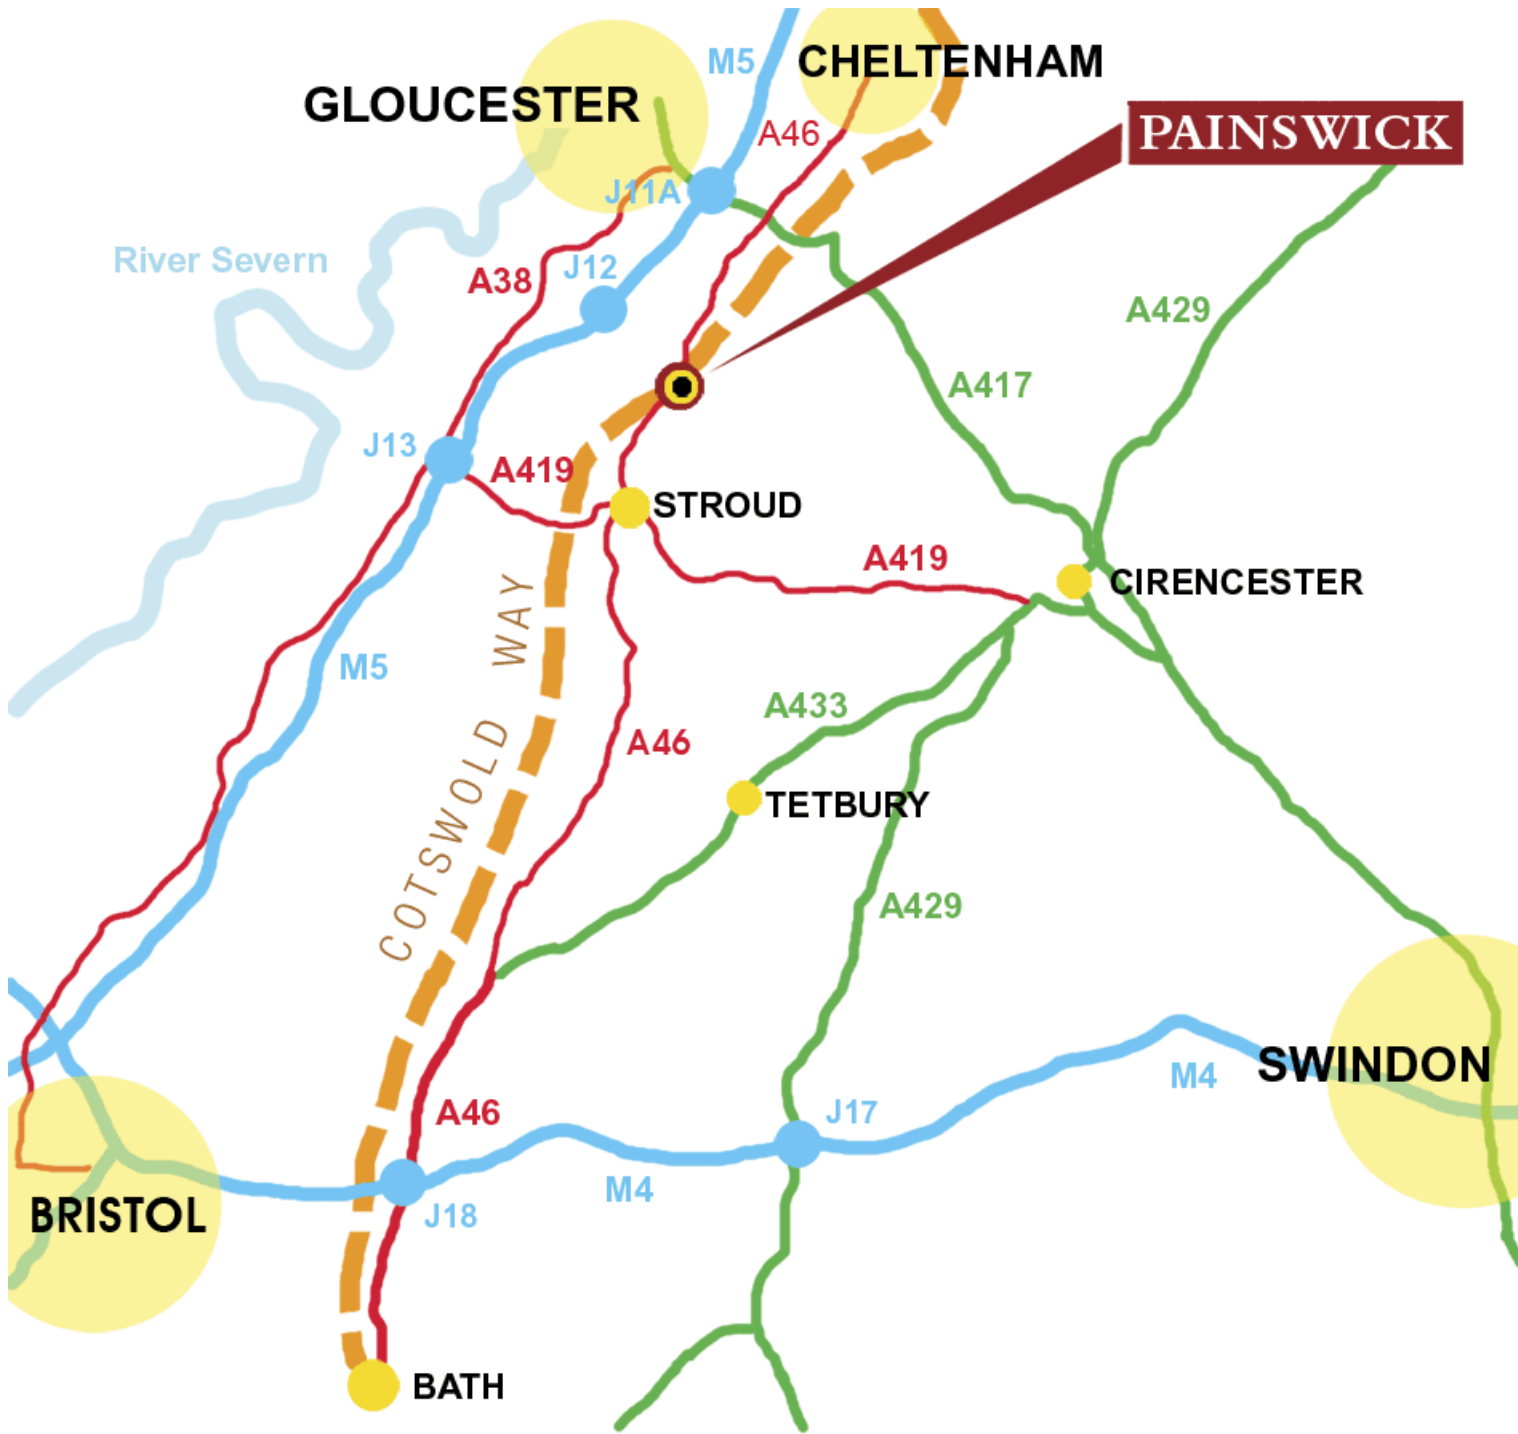 M5
CHELTENHAM
GLOUCESTER
A46
PAINSWICK
J11A
River Severn
J12
A38
A429
A417
J13
A419
STROUD
A419
CIRENCESTER
WAY
M5
A433
A46
COTSWOLD
TETBURY
A429
SWINDON
M4
A46
J17
M4
BRISTOL
J18
BATH